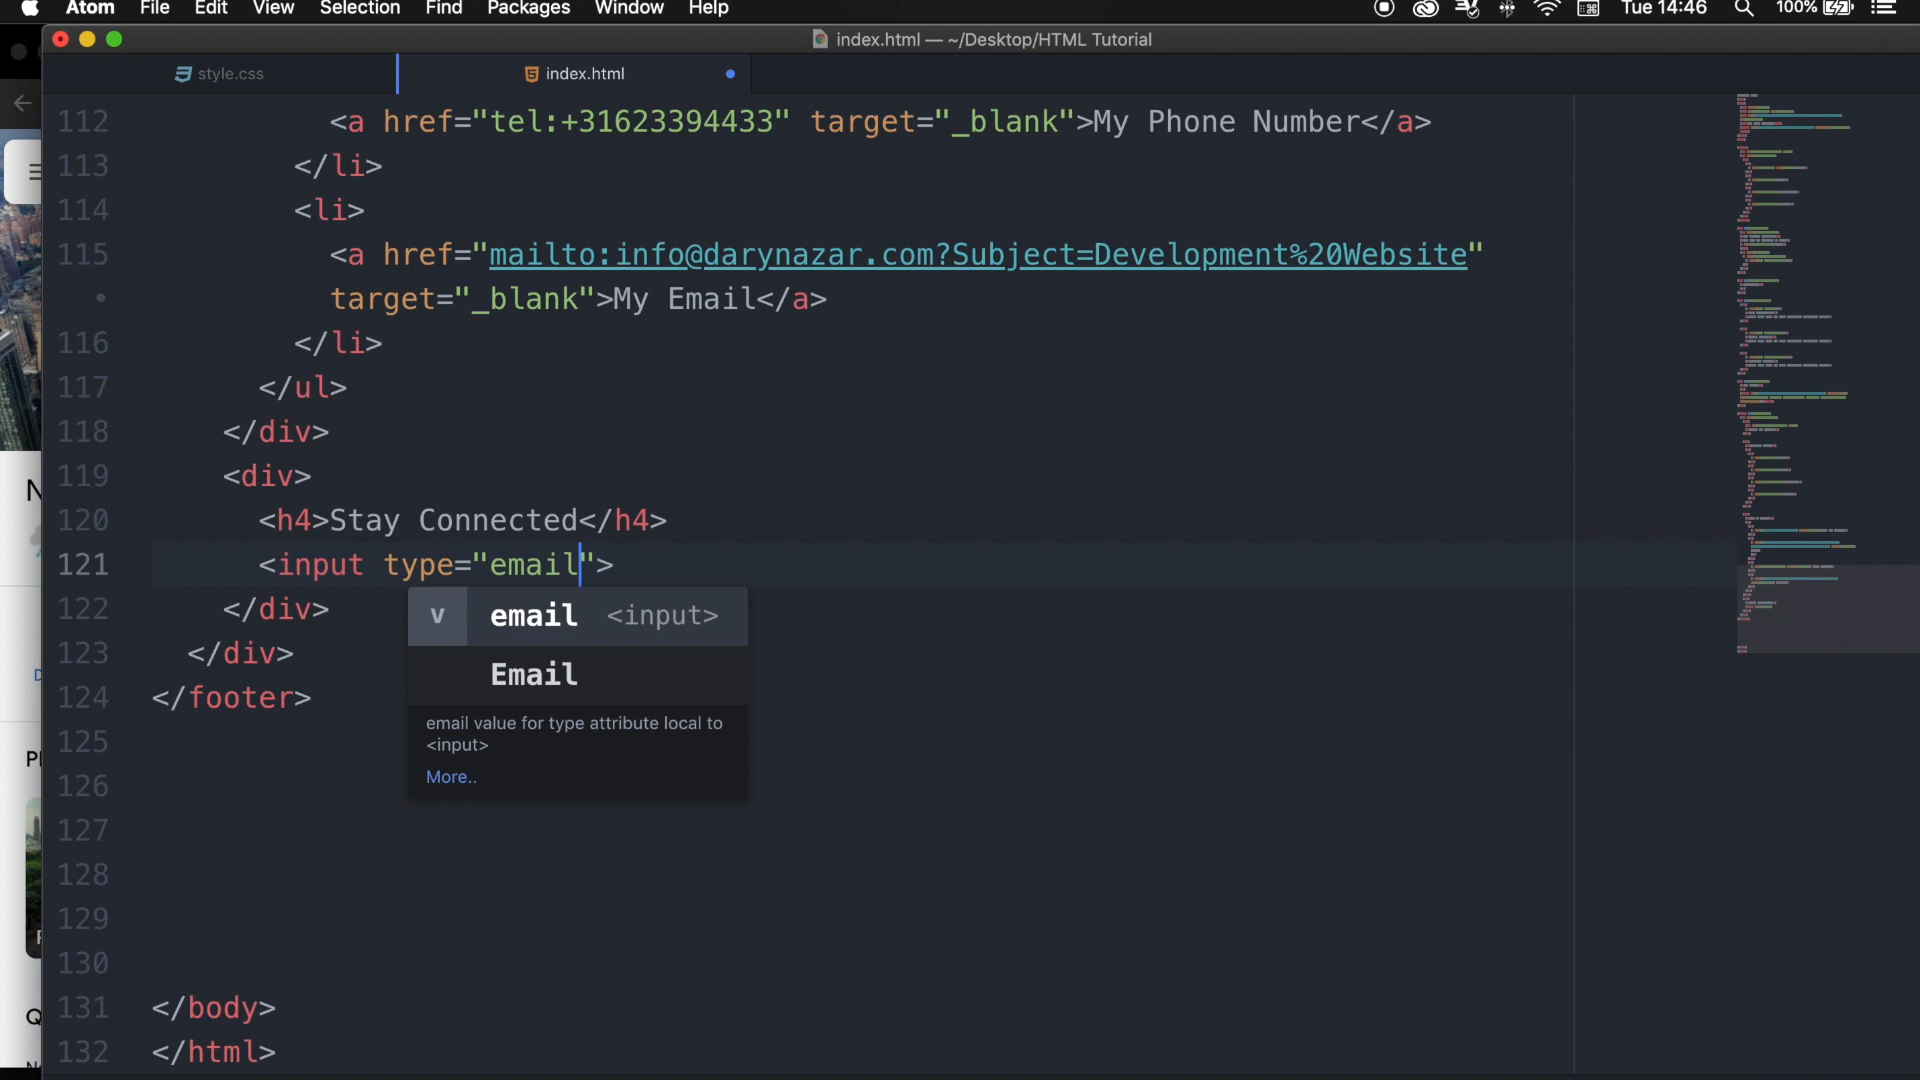 Atom File Edit View Selection Find Packages Window Help Tue 14:46 100%
index.html — ~/Desktop/HTML Tutorial
style.css index.html
112 <a href="tel:+31623394433" target="_blank">My Phone Number</a>
113 </li>
114 <li>
115 <a href="mailto:info@darynazar.com?Subject=Development%20Website"
• target="_blank">My Email</a>
116 </li>
117 </ul>
118 </div>
119 <div>
120 <h4>Stay Connected</h4>
121 <input type="email">
122 </div>
v email <input>
123 </div>
Email
124 </footer>
email value for type attribute local to
<input>
More..
125
126
127
128
129
130
131 </body>
132 </html>